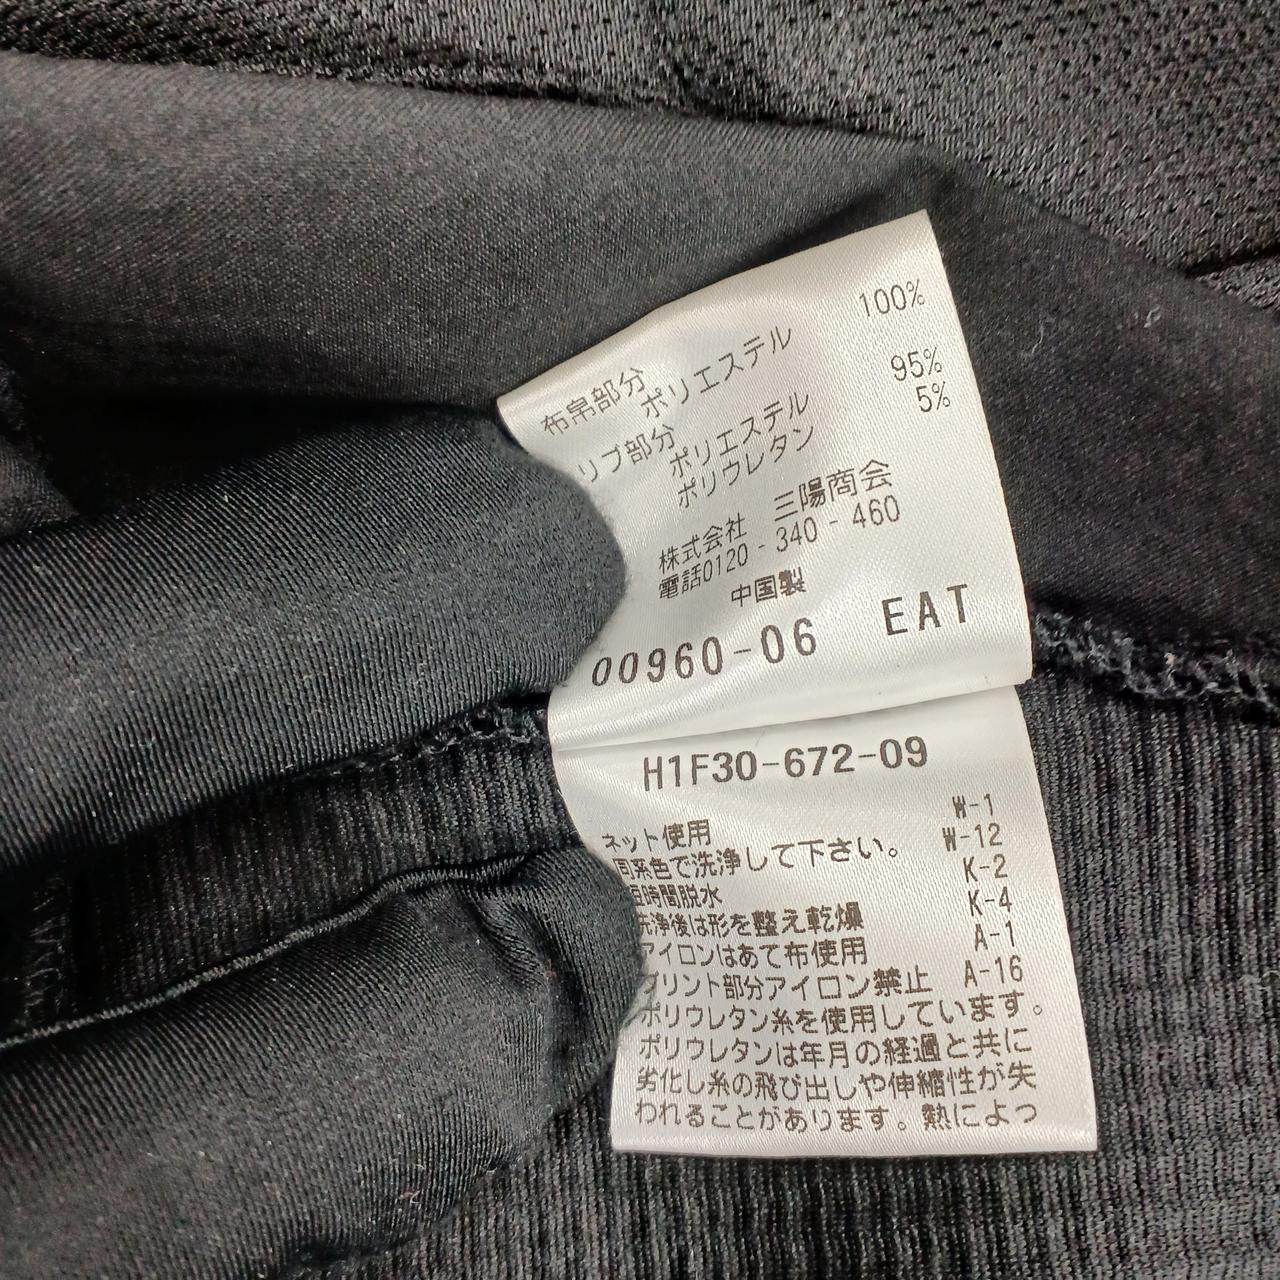 布帛部分
ポリエステル 100%
リブ部分
ポリエステル 95%
ポリウレタン 5%
株式会社 三陽商会
電話0120-340-460
中国製
00960-06 EAT
H1F30-672-09
W-1
ネット使用 W-12
同系色で洗浄して下さい。 K-2
短時間脱水 K-4
洗浄後は形を整え乾燥 A-1
アイロンはあて布使用 A-16
プリント部分アイロン禁止
ポリウレタン糸を使用しています。
ポリウレタンは年月の経過と共に
劣化し糸の飛び出しや伸縮性が失
われることがあります。熱によっ